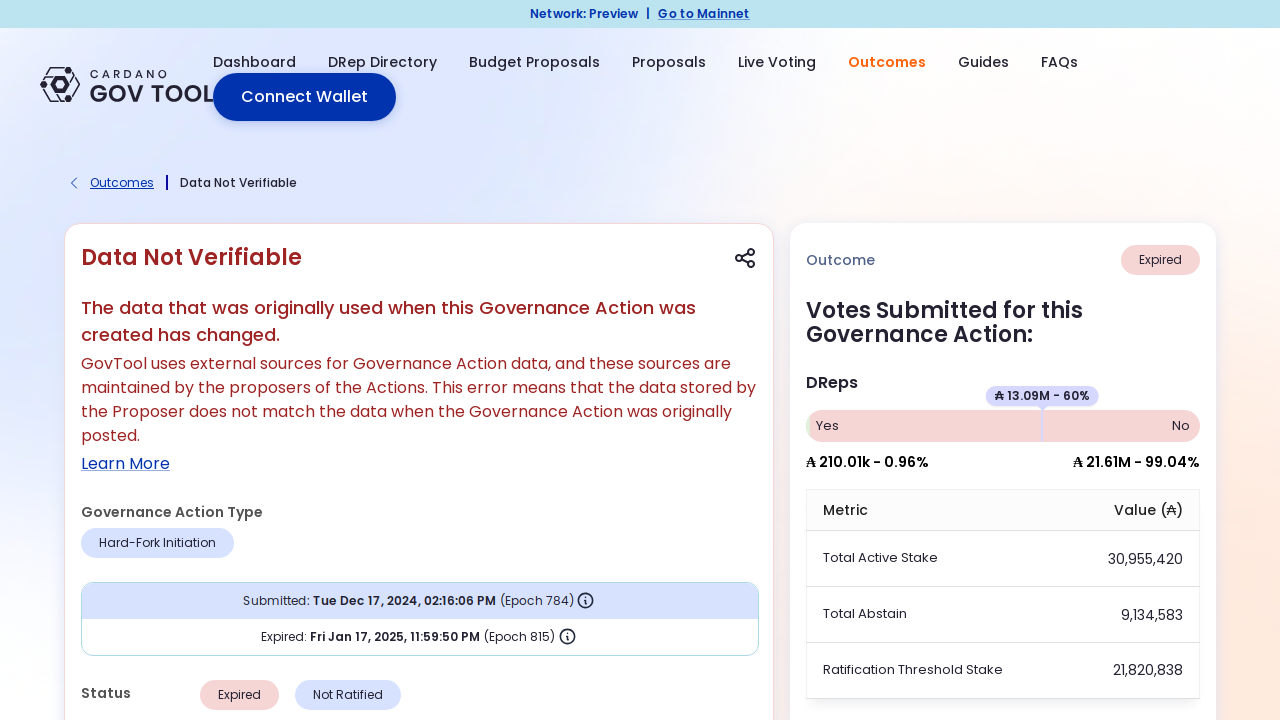 Network: Preview | Go to Mainnet
CARDANO
GOV TOOL
Dashboard DRep Directory Budget Proposals Proposals Live Voting Outcomes Guides FAQs
Connect Wallet
Outcomes | Data Not Verifiable
Data Not Verifiable
The data that was originally used when this Governance Action was
created has changed.
GovTool uses external sources for Governance Action data, and these sources are
maintained by the proposers of the Actions. This error means that the data stored by
the Proposer does not match the data when the Governance Action was originally
posted.
Learn More
Governance Action Type
Hard-Fork Initiation
Submitted: Tue Dec 17, 2024, 02:16:06 PM (Epoch 784)
Expired: Fri Jan 17, 2025, 11:59:50 PM (Epoch 815)
Status Expired Not Ratified
Outcome Expired
Votes Submitted for this
Governance Action:
DReps
₳ 13.09M - 60%
Yes No
₳ 210.01k - 0.96% ₳ 21.61M - 99.04%
Metric Value (₳)
Total Active Stake 30,955,420
Total Abstain 9,134,583
Ratification Threshold Stake 21,820,838